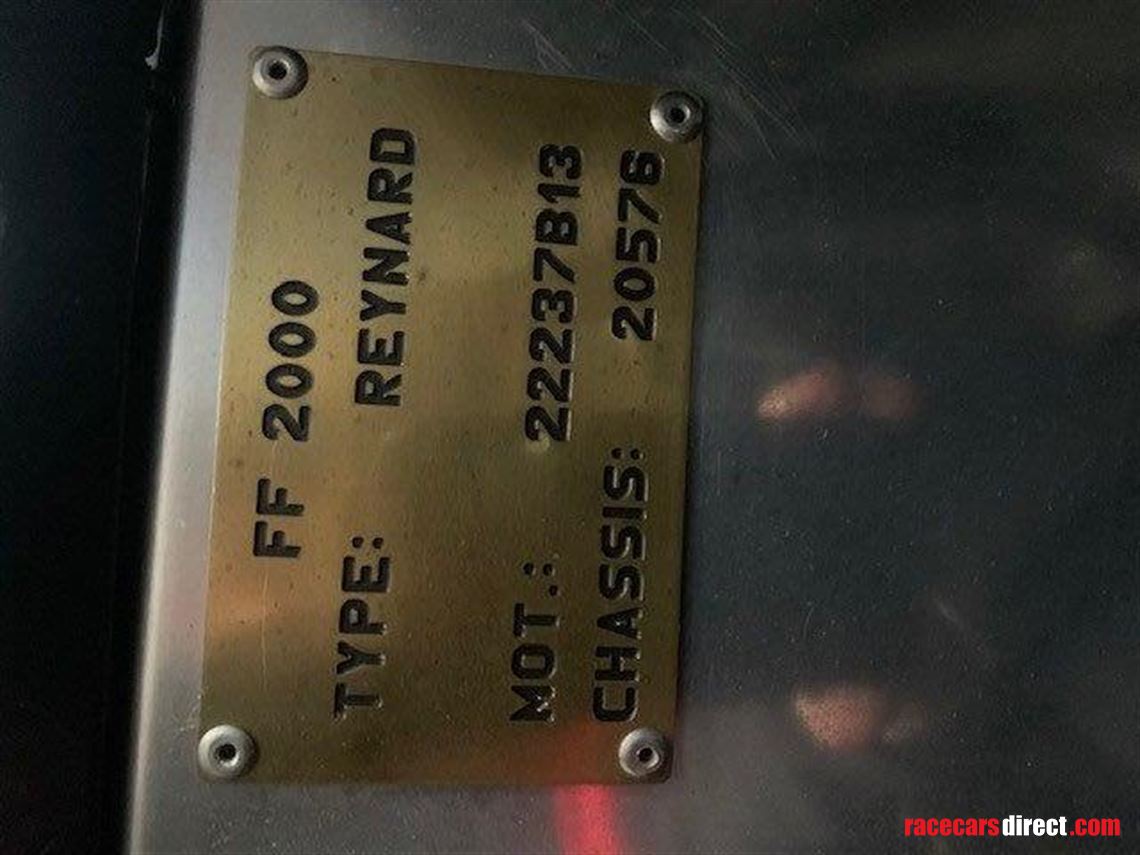 FF 2000
TYPE: REYNARD
MOT.: 22237B13
CHASSIS: 20576
racecarsdirect.com